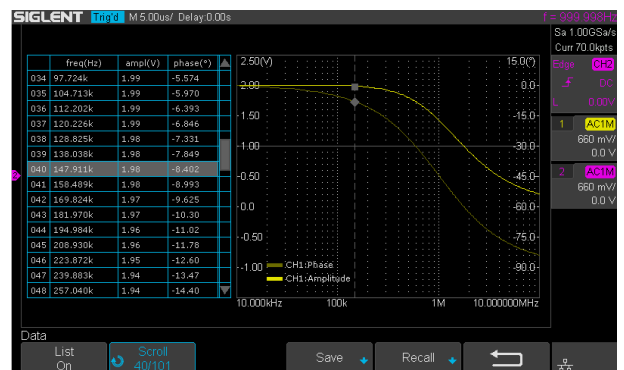 SIGLENT Trig'd M 5.00us/ Delay:0.00s f = 999.998Hz
Sa 1.00GSa/s
Curr 70.0kpts
Edge CH2
DC
L 0.00V
1 AC1M
660 mV/
0.0 V
2 AC1M
660 mV/
0.0 V
freq(Hz) ampl(V) phase(°)
034 97.724k 1.99 -5.574
035 104.713k 1.99 -5.970
036 112.202k 1.99 -6.393
037 120.226k 1.99 -6.846
038 128.825k 1.98 -7.331
039 138.038k 1.98 -7.849
040 147.911k 1.98 -8.402
041 158.489k 1.98 -8.993
042 169.824k 1.97 -9.625
043 181.970k 1.97 -10.30
044 194.984k 1.96 -11.02
045 208.930k 1.96 -11.78
046 223.872k 1.95 -12.60
047 239.883k 1.94 -13.47
048 257.040k 1.94 -14.40
2.50(V) 15.0(°)
2.00 0.0
1.50 -15.0
1.00 -30.0
0.50 -45.0
0.0 -60.0
-0.50 -75.0
-1.00 -90.0
CH1:Phase
CH1:Amplitude
10.000kHz 100k 1M 10.000000MHz
2
Data
List
On
Scroll
40/101
Save
Recall